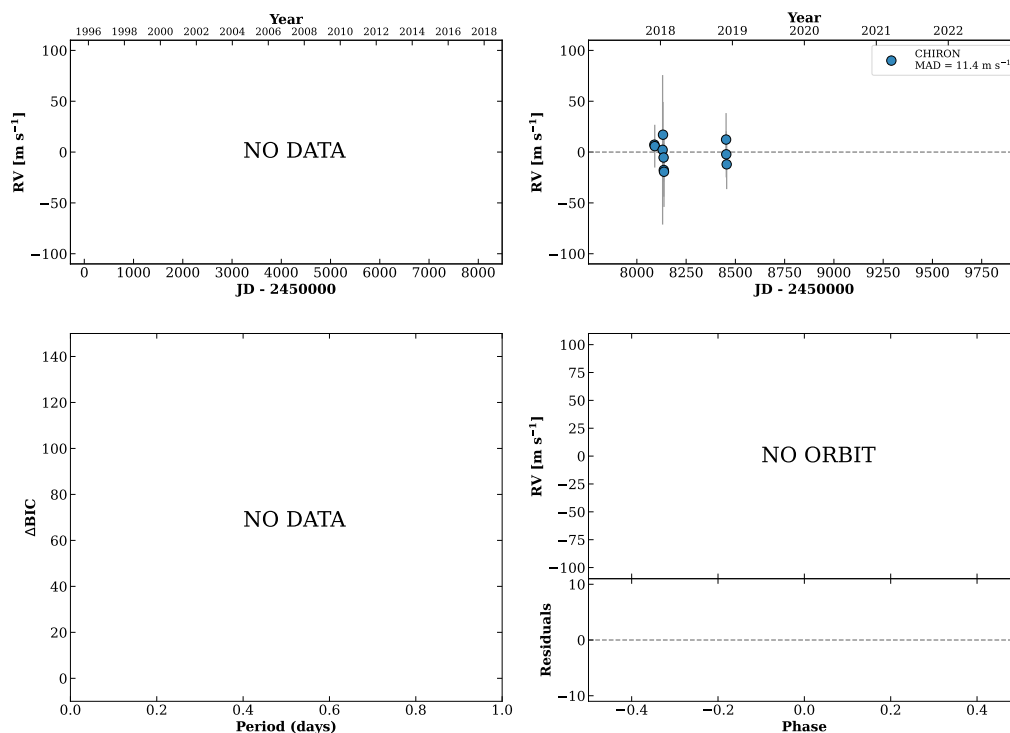 Year
1996 1998 2000 2002 2004 2006 2008 2010 2012 2014 2016 2018
100
50
0
−50
−100
RV [m s⁻¹]
NO DATA
0 1000 2000 3000 4000 5000 6000 7000 8000
JD - 2450000
Year
2018 2019 2020 2021 2022
100
50
0
−50
−100
RV [m s⁻¹]
CHIRON
MAD = 11.4 m s⁻¹
8000 8250 8500 8750 9000 9250 9500 9750
JD - 2450000
140
120
100
80
60
40
20
0
ΔBIC
NO DATA
0.0 0.2 0.4 0.6 0.8 1.0
Period (days)
100
75
50
25
0
−25
−50
−75
−100
RV [m s⁻¹]
NO ORBIT
10
0
−10
Residuals
−0.4 −0.2 0.0 0.2 0.4
Phase